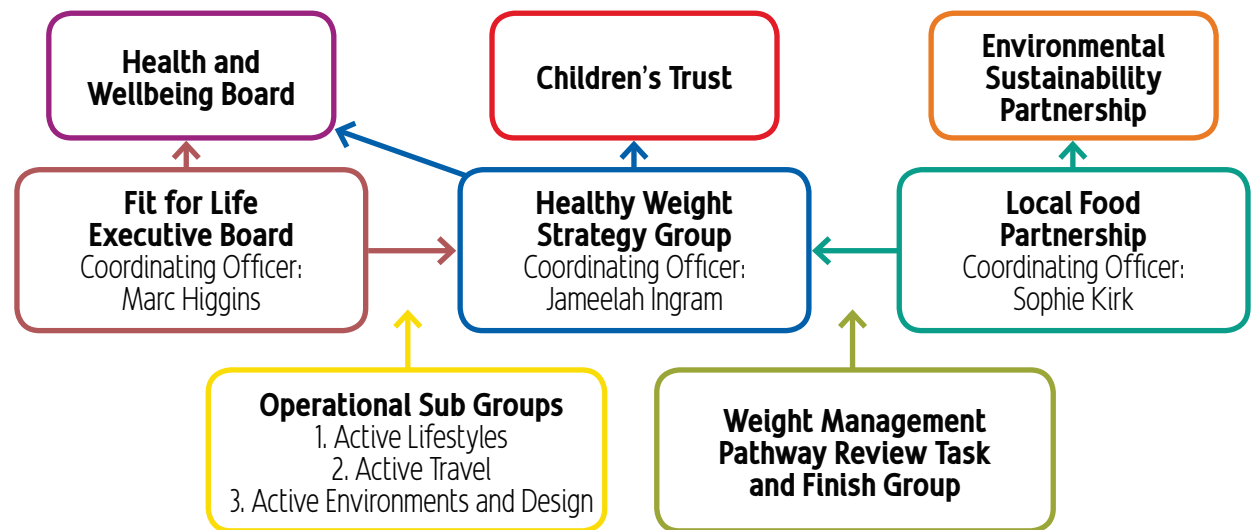 Health and
Wellbeing Board
Children's Trust
Environmental
Sustainability
Partnership
Fit for Life
Executive Board
Coordinating Officer:
Marc Higgins
Healthy Weight
Strategy Group
Coordinating Officer:
Jameelah Ingram
Local Food
Partnership
Coordinating Officer:
Sophie Kirk
Operational Sub Groups
1. Active Lifestyles
2. Active Travel
3. Active Environments and Design
Weight Management
Pathway Review Task
and Finish Group